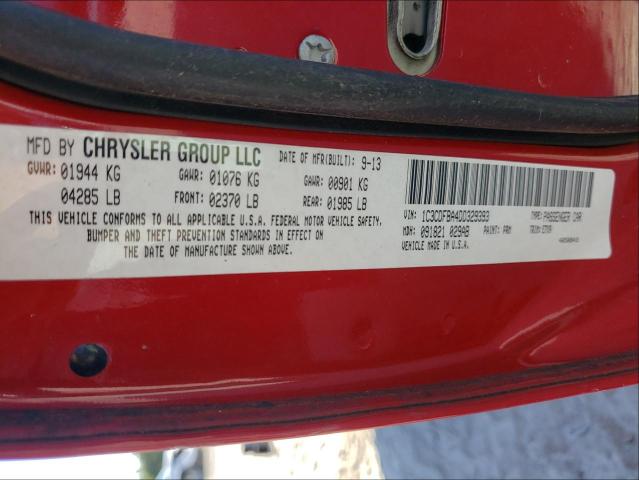 MFD BY CHRYSLER GROUP LLC DATE OF MFR(BUILT): 9-13
GVWR: 01944 KG GAWR: 01076 KG GAWR: 00901 KG
04285 LB FRONT: 02370 LB REAR: 01985 LB
THIS VEHICLE CONFORMS TO ALL APPLICABLE U.S.A. FEDERAL MOTOR VEHICLE SAFETY,
BUMPER AND THEFT PREVENTION STANDARDS IN EFFECT ON
THE DATE OF MANUFACTURE SHOWN ABOVE.
VIN: 1C3CDFBA4DD329393 TYPE: PASSENGER CAR
MDH: 091821 029AB PAINT: PRM TRIM:
VEHICLE MADE IN U.S.A.